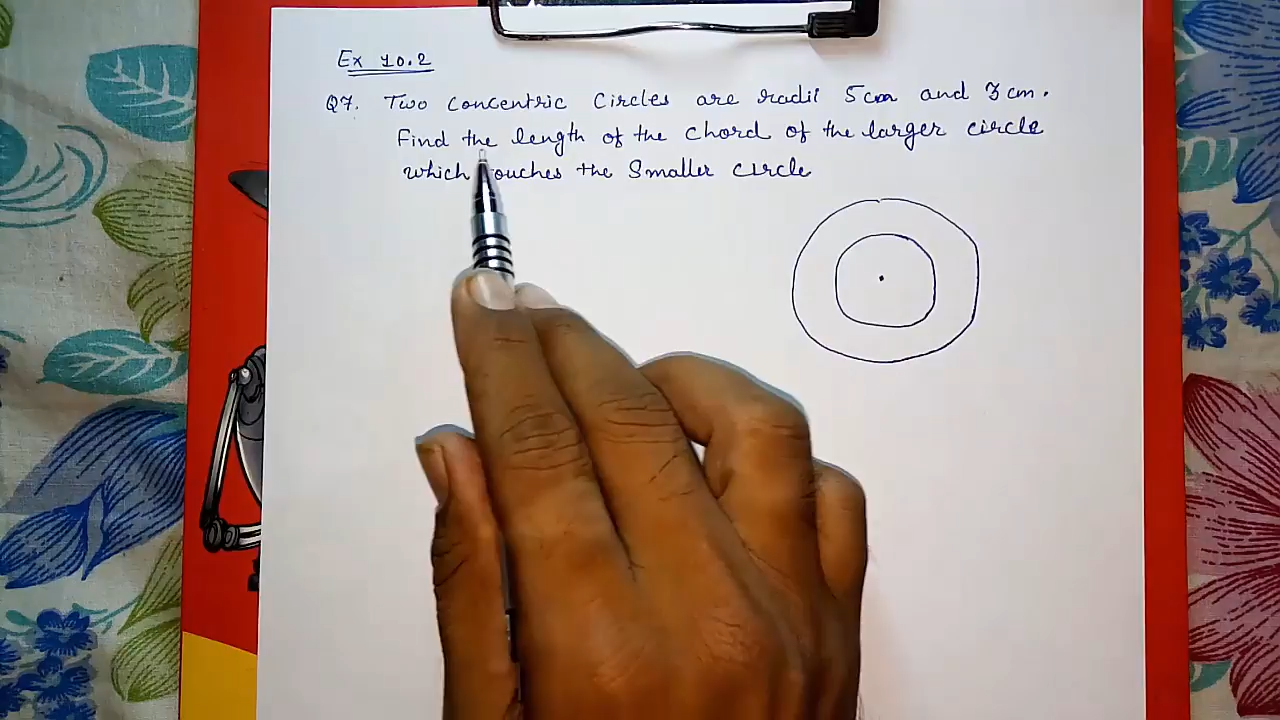 Ex 10.2
Q7. Two Concentric Circles are radii 5cm and 3cm.
Find the length of the chord of the larger circle
which touches the Smaller circle